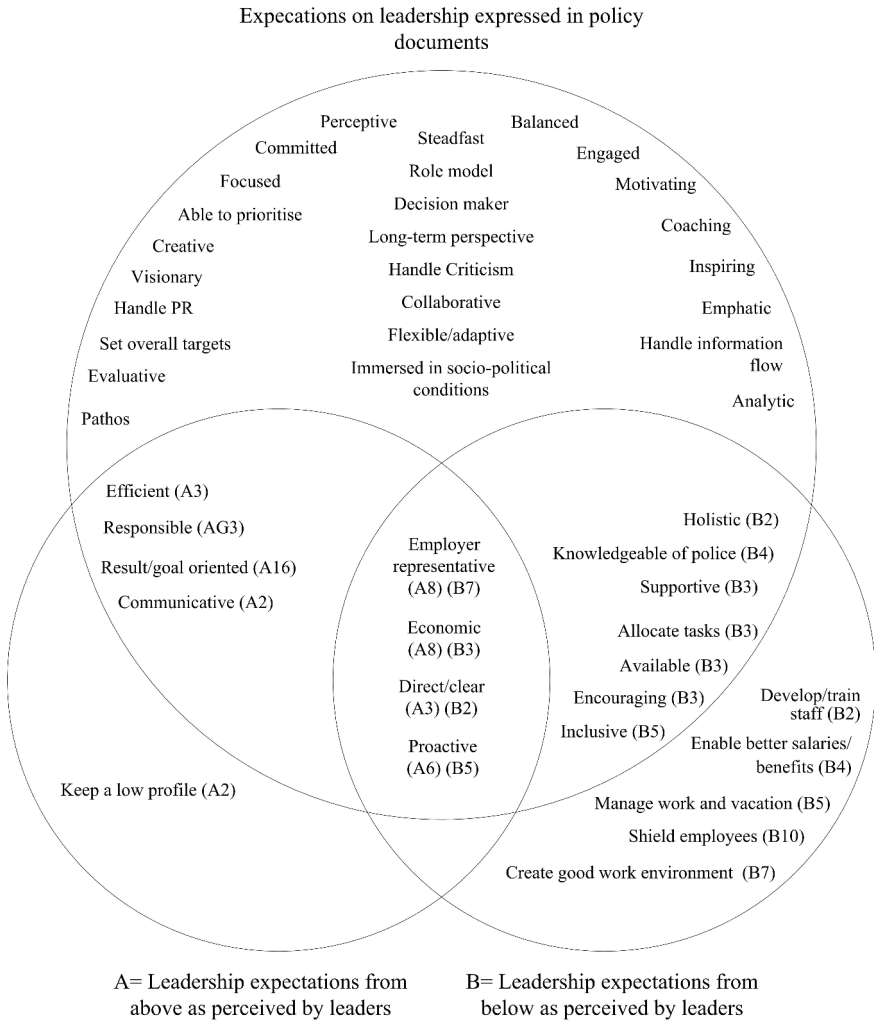 Expecations on leadership expressed in policy
documents
Perceptive
Committed
Focused
Able to prioritise
Creative
Visionary
Handle PR
Set overall targets
Evaluative
Pathos
Steadfast
Role model
Decision maker
Long-term perspective
Handle Criticism
Collaborative
Flexible/adaptive
Immersed in socio-political
conditions
Balanced
Engaged
Motivating
Coaching
Inspiring
Emphatic
Handle information
flow
Analytic
Efficient (A3)
Responsible (AG3)
Result/goal oriented (A16)
Communicative (A2)
Employer
representative
(A8) (B7)
Economic
(A8) (B3)
Direct/clear
(A3) (B2)
Proactive
(A6) (B5)
Holistic (B2)
Knowledgeable of police (B4)
Supportive (B3)
Allocate tasks (B3)
Available (B3)
Encouraging (B3)
Inclusive (B5)
Develop/train
staff (B2)
Enable better salaries/
benefits (B4)
Manage work and vacation (B5)
Shield employees (B10)
Create good work environment (B7)
Keep a low profile (A2)
A= Leadership expectations from
above as perceived by leaders
B= Leadership expectations from
below as perceived by leaders